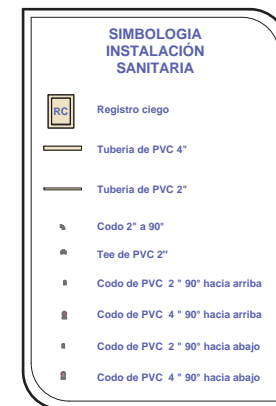 SIMBOLOGIA
INSTALACIÓN
SANITARIA
RC
Registro ciego
Tuberia de PVC 4"
Tuberia de PVC 2"
Codo 2" a 90°
Tee de PVC 2"
Codo de PVC 2 " 90° hacia arriba
Codo de PVC 4 " 90° hacia arriba
Codo de PVC 2 " 90° hacia abajo
Codo de PVC 4 " 90° hacia abajo